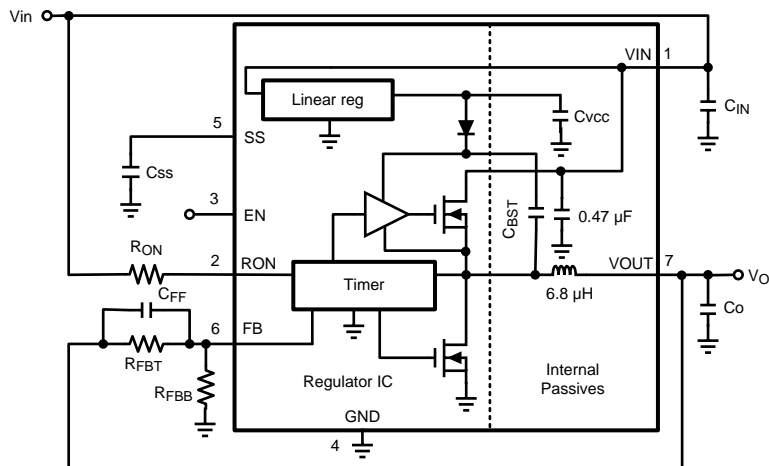 Vin
VIN 1
Linear reg
Cvcc
CIN
5
SS
Css
3
EN
CBST
0.47 µF
RON
2
RON
Timer
VOUT
7
VO
6.8 µH
CFF
6
FB
Co
RFBT
RFBB
Regulator IC
Internal
Passives
GND
4